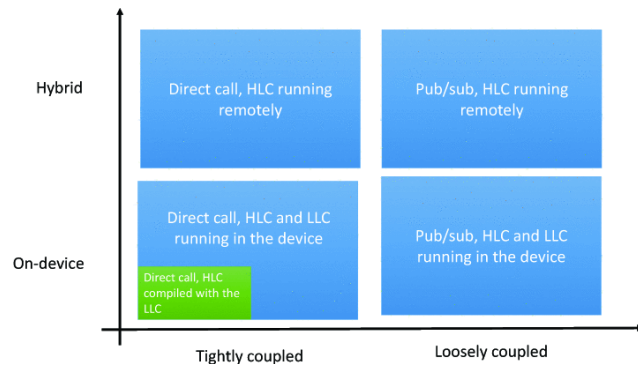 Hybrid
Direct call, HLC running
remotely
Pub/sub, HLC running
remotely
On-device
Direct call, HLC and LLC
running in the device
Direct call, HLC
compiled with the
LLC
Pub/sub, HLC and LLC
running in the device
Tightly coupled
Loosely coupled